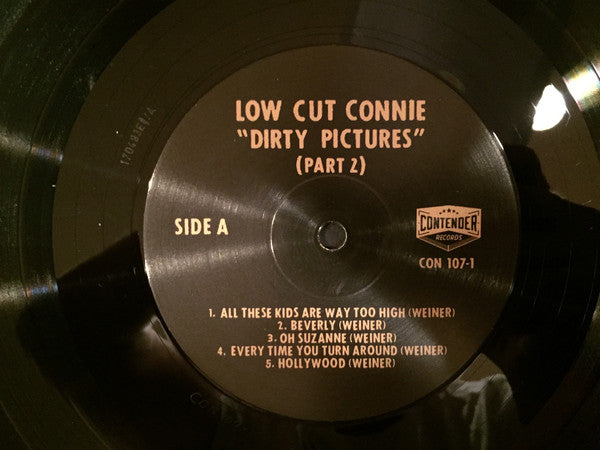 LOW CUT CONNIE
"DIRTY PICTURES"
(PART 2)
SIDE A
CONTENDER
RECORDS
CON 107-1
1. ALL THESE KIDS ARE WAY TOO HIGH (WEINER)
2. BEVERLY (WEINER)
3. OH SUZANNE (WEINER)
4. EVERY TIME YOU TURN AROUND (WEINER)
5. HOLLYWOOD (WEINER)